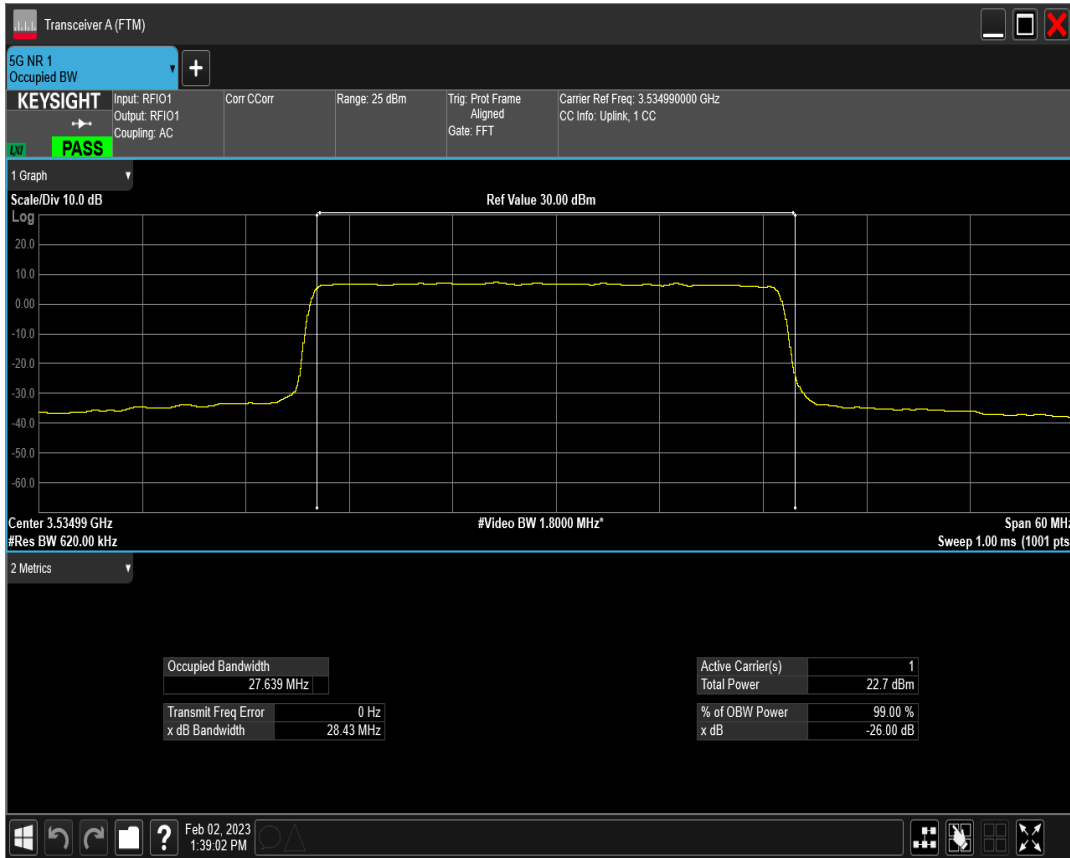 Transceiver A (FTM)
5G NR 1
Occupied BW
+
KEYSIGHT
LXI
PASS
Input: RFIO1
Output: RFIO1
Coupling: AC
Corr CCorr
Range: 25 dBm
Trig: Prot Frame
Aligned
Gate: FFT
Carrier Ref Freq: 3.534990000 GHz
CC Info: Uplink, 1 CC
1 Graph
Scale/Div 10.0 dB
Ref Value 30.00 dBm
Log
20.0
10.0
0.00
-10.0
-20.0
-30.0
-40.0
-50.0
-60.0
Center 3.53499 GHz
#Video BW 1.8000 MHz*
Span 60 MHz
#Res BW 620.00 kHz
Sweep 1.00 ms (1001 pts
2 Metrics
Occupied Bandwidth
27.639 MHz
Transmit Freq Error 0 Hz
x dB Bandwidth 28.43 MHz
Active Carrier(s) 1
Total Power 22.7 dBm
% of OBW Power 99.00 %
x dB -26.00 dB
?
Feb 02, 2023
1:39:02 PM